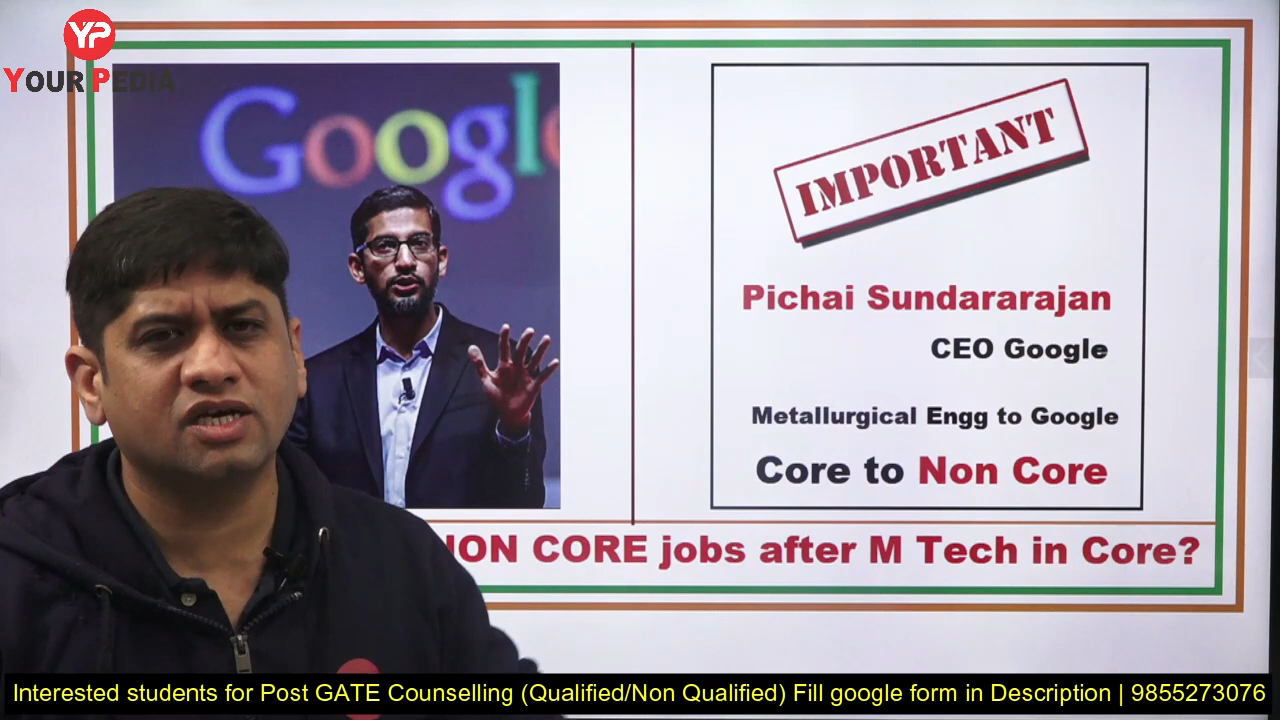 YP
YOUR PEDIA
Google
IMPORTANT
Pichai Sundararajan
CEO Google
Metallurgical Engg to Google
Core to Non Core
NON CORE jobs after M Tech in Core?
Interested students for Post GATE Counselling (Qualified/Non Qualified) Fill google form in Description | 9855273076